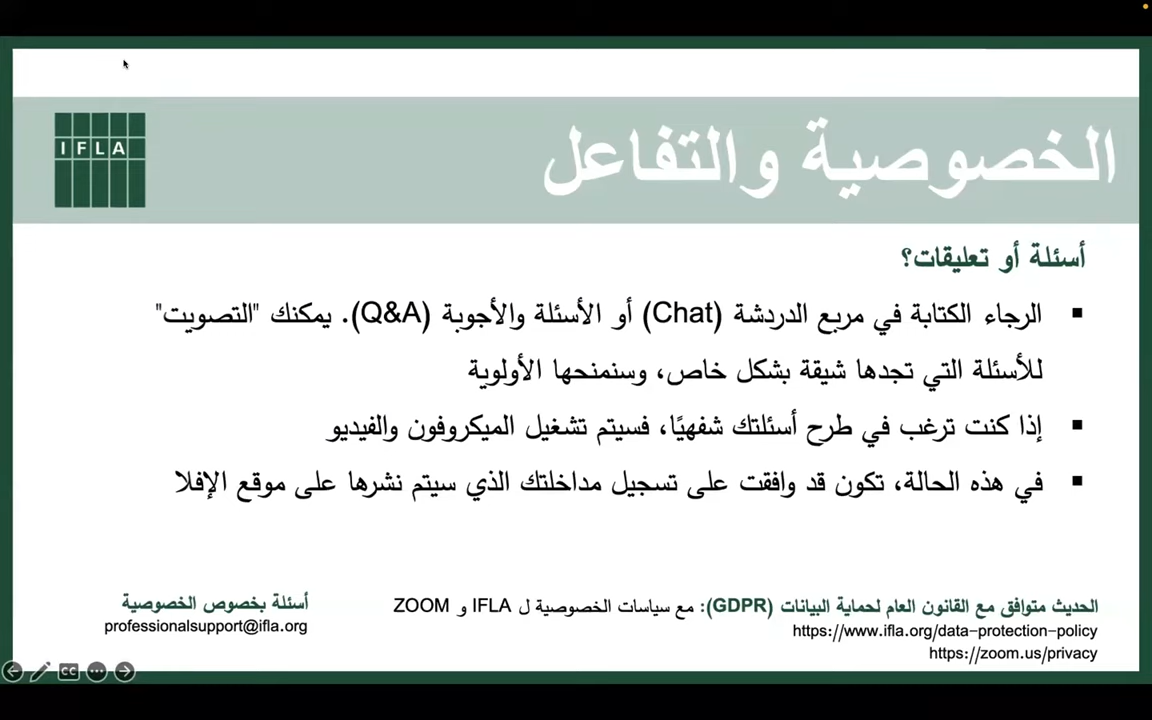 IFLA
الخصوصية والتفاعل
أسئلة أو تعليقات؟
▪ الرجاء الكتابة في مربع الدردشة (Chat) أو الأسئلة والأجوبة (Q&A). يمكنك "التصويت"
للأسئلة التي تجدها شيقة بشكل خاص، وسنمنحها الأولوية
▪ إذا كنت ترغب في طرح أسئلتك شفهيًا، فسيتم تشغيل الميكروفون والفيديو
▪ في هذه الحالة، تكون قد وافقت على تسجيل مداخلتك الذي سيتم نشرها على موقع الإفلا
الحديث متوافق مع القانون العام لحماية البيانات (GDPR): مع سياسات الخصوصية ل IFLA و ZOOM
https://www.ifla.org/data-protection-policy
https://zoom.us/privacy
أسئلة بخصوص الخصوصية
professionalsupport@ifla.org
CC